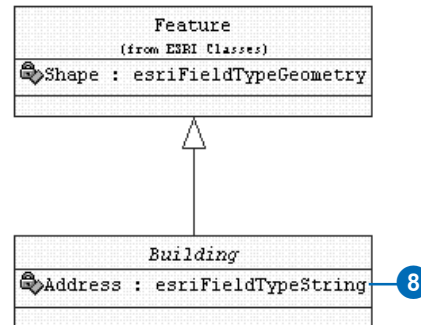 Feature
(from ESRI Classes)
Shape : esriFieldTypeGeometry
Building
Address : esriFieldTypeString
8